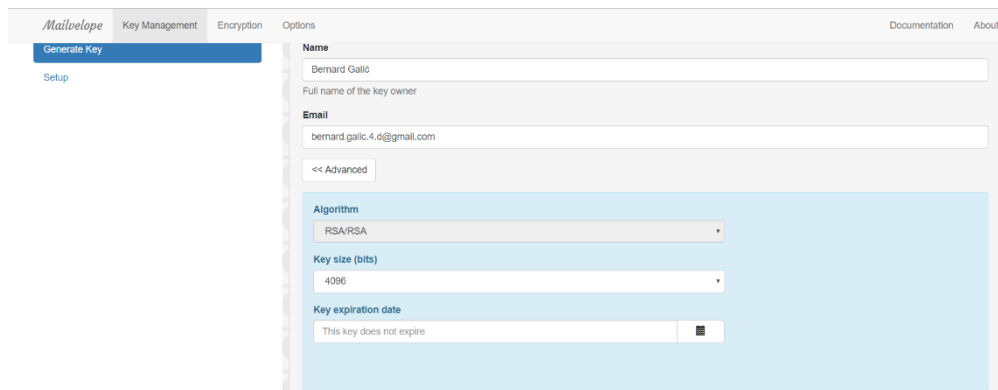 Mailvelope Key Management Encryption Options Documentation About
Generate Key
Setup
Name
Bernard Galić
Full name of the key owner
Email
bernard.galic.4.d@gmail.com
<< Advanced
Algorithm
RSA/RSA
Key size (bits)
4096
Key expiration date
This key does not expire